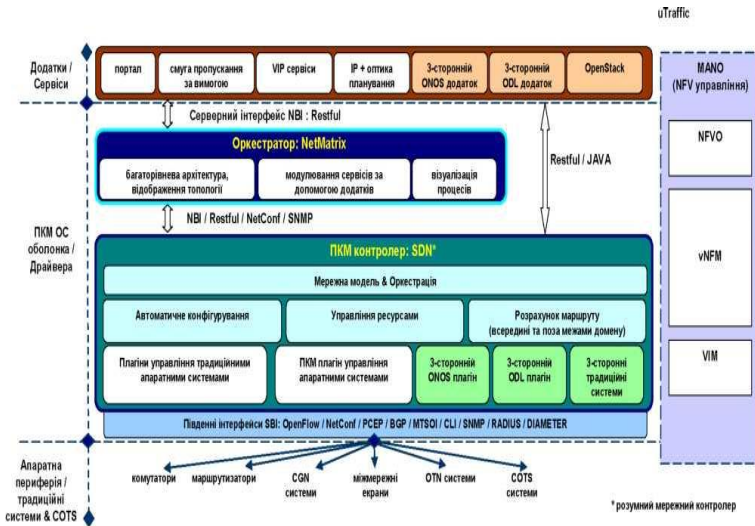 uTraffic
Додатки /
Сервіси
портал
смуга пропускання
за вимогою
VIP сервіси
IP + оптика
планування
3-сторонній
ONOS додаток
3-сторонній
ODL додаток
OpenStack
MANO
(NFV управління)
Серверний інтерфейс NBI : Restful
Оркестратор: NetMatrix
багаторівнева архитектура,
відображення топології
модулювання сервісів за
допомогою додатків
візуалізація
процесів
Restful / JAVA
NFVO
ПКМ ОС
оболонка /
Драйвера
NBI / Restful / NetConf / SNMP
vNFM
ПКМ контролер: SDN*
Мережна модель & Оркестрація
Автоматичне конфігурування
Управління ресурсами
Розрахунок маршруту
(всередині та поза межами домену)
Плагіни управління традиційними
апаратними системами
ПКМ плагін управління
апаратними системами
3-сторонній
ONOS плагін
3-сторонній
ODL плагін
3-сторонні
традиційні
системи
VIM
Південні інтерфейси SBI: OpenFlow / NetConf / PCEP / BGP / MTSOI / CLI / SNMP / RADIUS / DIAMETER
Апаратна
периферія /
традиційні
системи & COTS
комутатори
маршрутизатори
CGN
системи
міжмережні
екрани
OTN системи
COTS
системи
* розумний мережний контролер